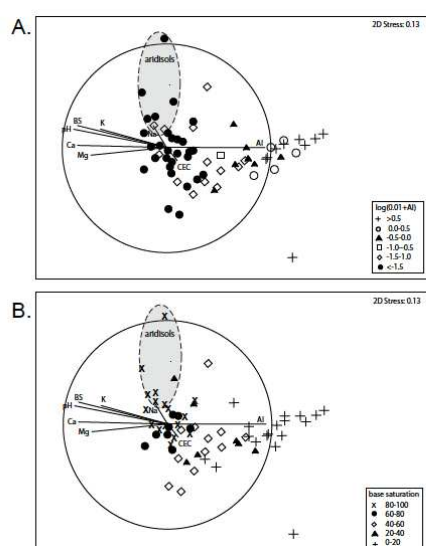 A.
2D Stress: 0.13
aridisols
BS
K
pH
Na
Ca
Al
Mg
CEC
log(0.01+Al)
>0.5
0.0-0.5
-0.5-0.0
-1.0--0.5
-1.5-1.0
<-1.5
B.
2D Stress: 0.13
aridisols
BS
K
pH
Na
Ca
Al
Mg
CEC
base saturation
80-100
60-80
40-60
20-40
0-20